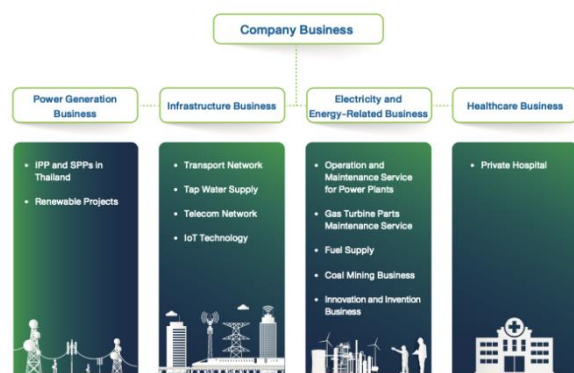 Company Business
Power Generation
Business
Infrastructure Business
Electricity and
Energy-Related Business
Healthcare Business
• IPP and SPPs in
Thailand
• Renewable Projects
• Transport Network
• Tap Water Supply
• Telecom Network
• IoT Technology
• Operation and
Maintenance Service
for Power Plants
• Gas Turbine Parts
Maintenance Service
• Fuel Supply
• Coal Mining Business
• Innovation and Invention
Business
• Private Hospital